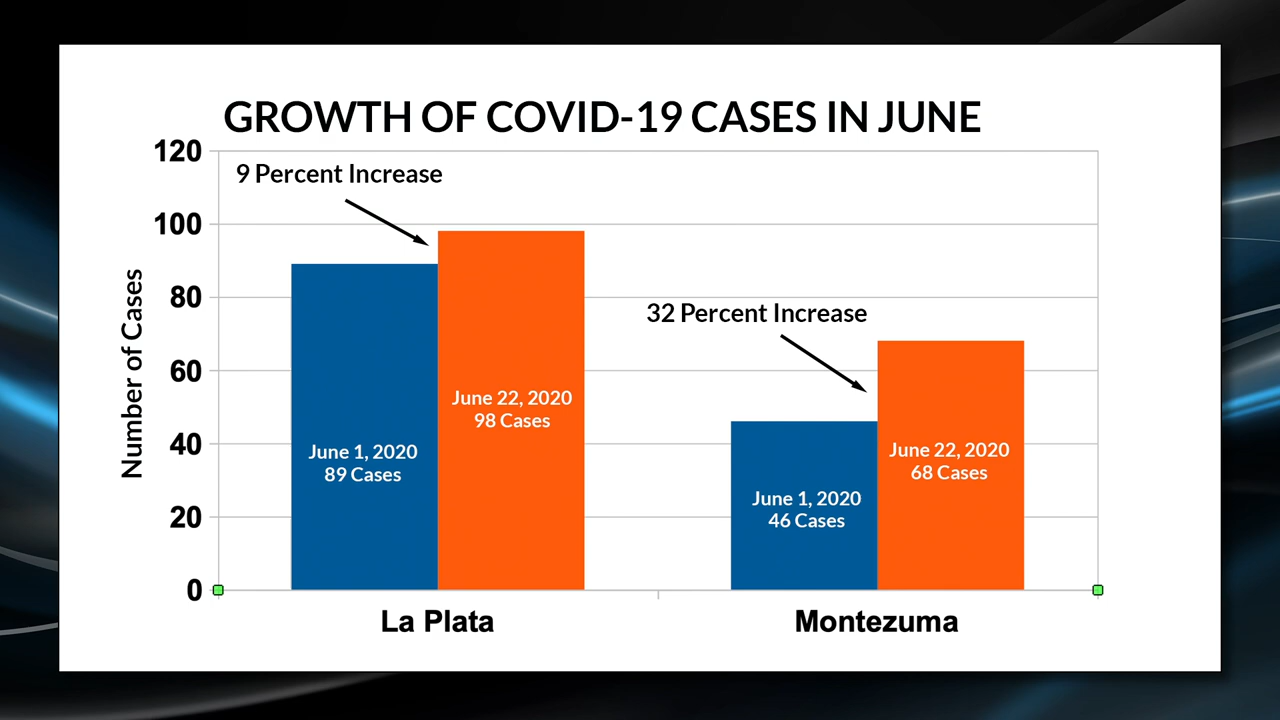 GROWTH OF COVID-19 CASES IN JUNE
120
9 Percent Increase
100
80
32 Percent Increase
Number of Cases
60
June 22, 2020
98 Cases
40
June 1, 2020
89 Cases
June 22, 2020
68 Cases
June 1, 2020
46 Cases
20
0
La Plata
Montezuma